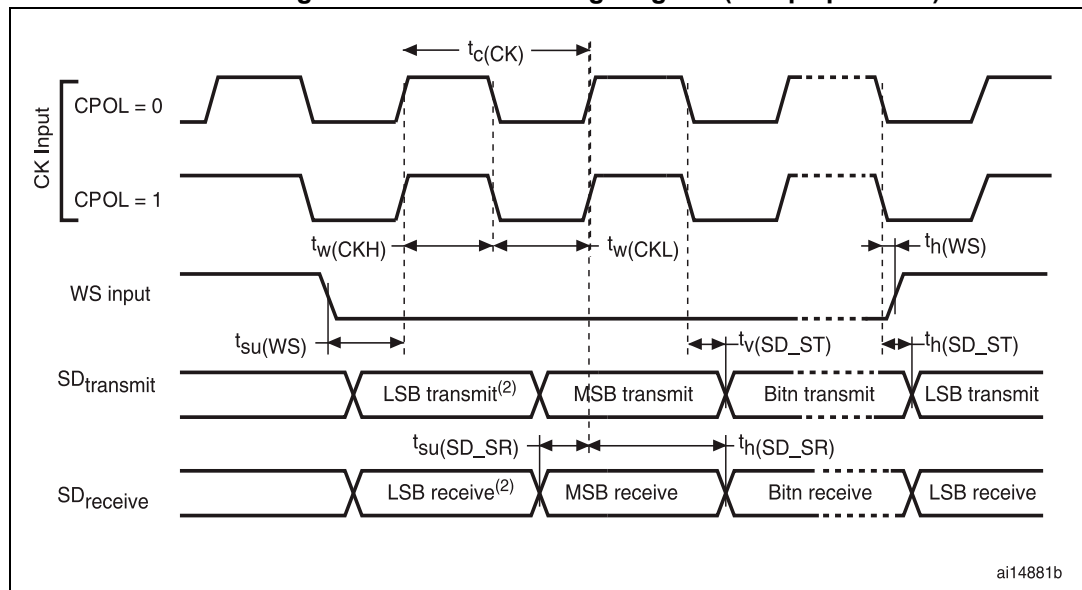 tc(CK)
CK Input
CPOL = 0
CPOL = 1
tw(CKH)
tw(CKL)
th(WS)
WS input
tsu(WS)
tv(SD_ST)
th(SD_ST)
SDtransmit
LSB transmit(2)
MSB transmit
Bitn transmit
LSB transmit
tsu(SD_SR)
th(SD_SR)
SDreceive
LSB receive(2)
MSB receive
Bitn receive
LSB receive
ai14881b